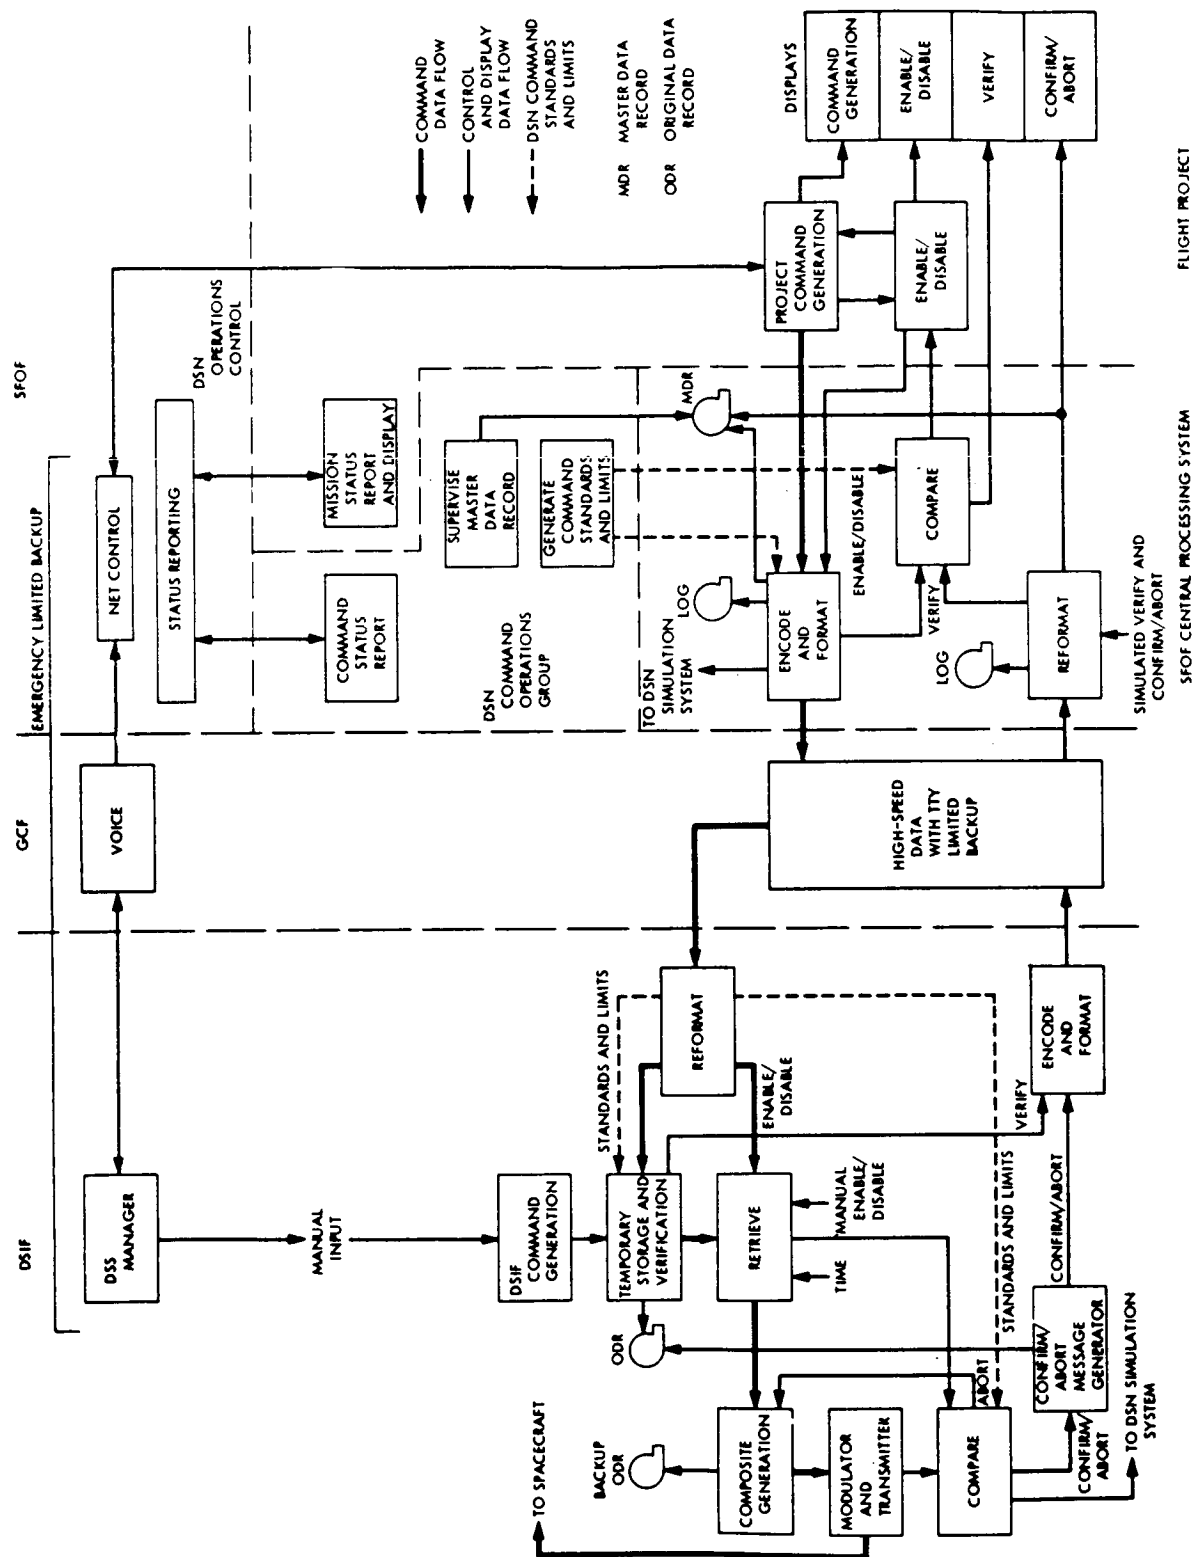 DSIF
GCF
SFOF
EMERGENCY LIMITED BACKUP
DSS
MANAGER
VOICE
NET CONTROL
STATUS REPORTING
DSN
OPERATIONS
CONTROL
COMMAND
STATUS
REPORT
MISSION
STATUS
REPORT
AND DISPLAY
COMMAND
DATA FLOW
CONTROL
AND DISPLAY
DATA FLOW
DSN COMMAND
STANDARDS
AND LIMITS
MDR MASTER DATA
RECORD
ODR ORIGINAL DATA
RECORD
MANUAL
INPUT
DSN
COMMAND
OPERATIONS
GROUP
SUPERVISE
MASTER
DATA
RECORD
GENERATE
COMMAND
STANDARDS
AND LIMITS
DSIF
COMMAND
GENERATION
TO SPACECRAFT
BACKUP
ODR
ODR
TEMPORARY
STORAGE AND
VERIFICATION
STANDARDS AND LIMITS
REFORMAT
TO DSN
SIMULATION
SYSTEM
LOG
MDR
COMPOSITE
GENERATION
RETRIEVE
TIME
MANUAL
ENABLE/
DISABLE
ENABLE/
DISABLE
HIGH-SPEED
DATA
WITH TTY
LIMITED
BACKUP
ENCODE
AND
FORMAT
ENABLE/DISABLE
PROJECT
COMMAND
GENERATION
DISPLAYS
COMMAND
GENERATION
ENABLE/
DISABLE
VERIFY
CONFIRM/
ABORT
MODULATOR
AND
TRANSMITTER
COMPARE
ABORT
STANDARDS AND LIMITS
VERIFY
VERIFY
COMPARE
ENABLE/
DISABLE
CONFIRM/
ABORT
CONFIRM/
ABORT
MESSAGE
GENERATOR
CONFIRM/ABORT
ENCODE
AND
FORMAT
LOG
REFORMAT
TO DSN SIMULATION
SYSTEM
SIMULATED VERIFY AND
CONFIRM/ABORT
SFOF CENTRAL PROCESSING SYSTEM
FLIGHT PROJECT